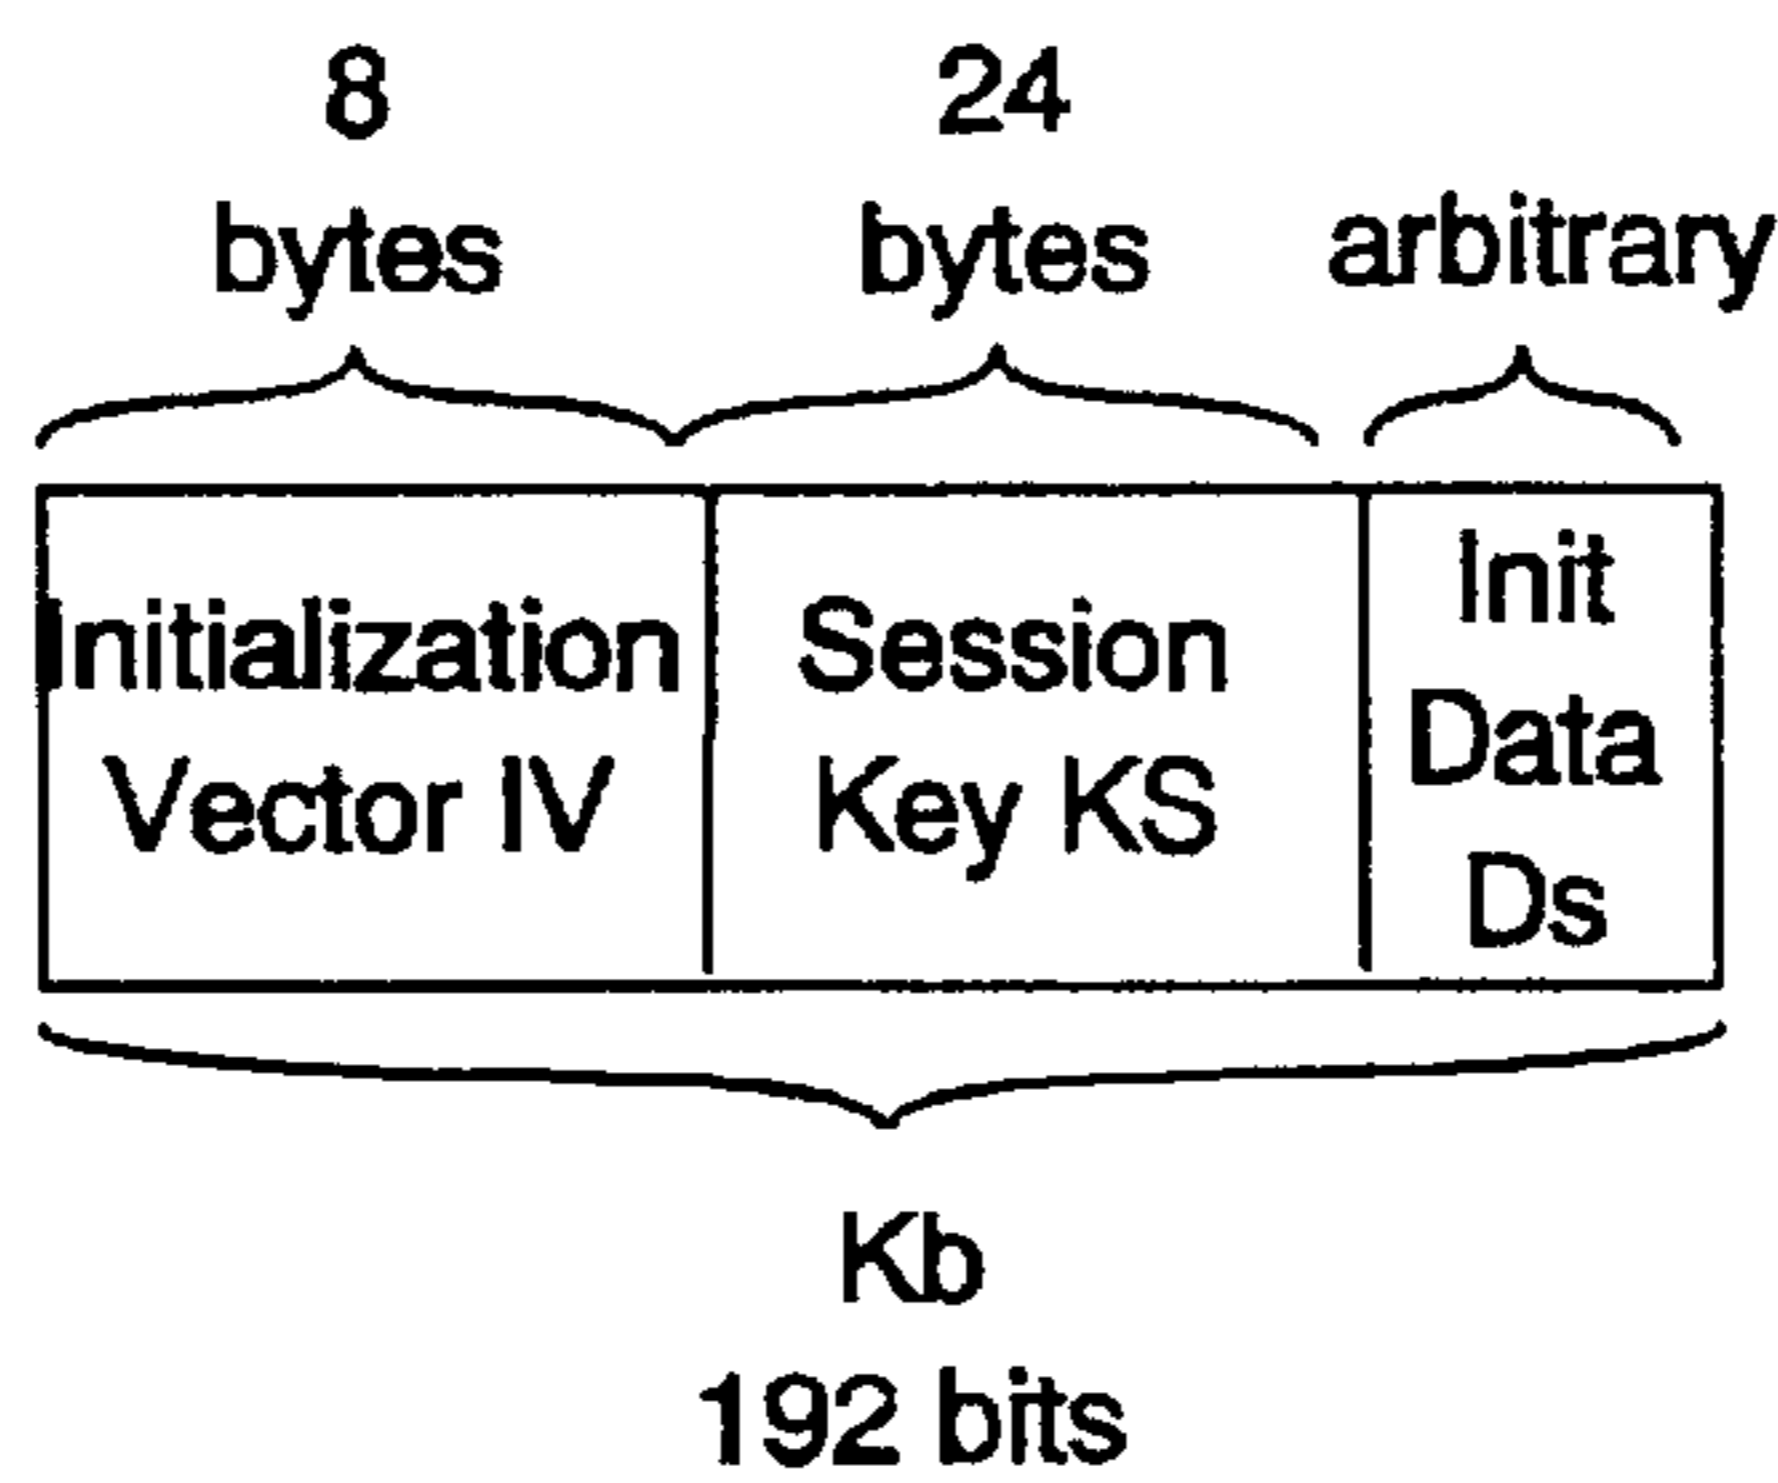 8
bytes
24
bytes
arbitrary
Initialization
Vector IV
Session
Key KS
Init
Data
Ds
Kb
192 bits